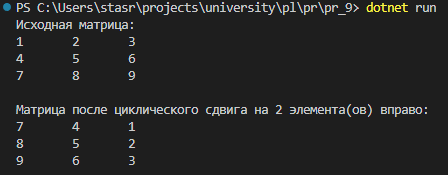 PS C:\Users\stasr\projects\university\pl\pr\pr_9> dotnet run
Исходная матрица:
1 2 3
4 5 6
7 8 9
Матрица после циклического сдвига на 2 элемента(ов) вправо:
7 4 1
8 5 2
9 6 3